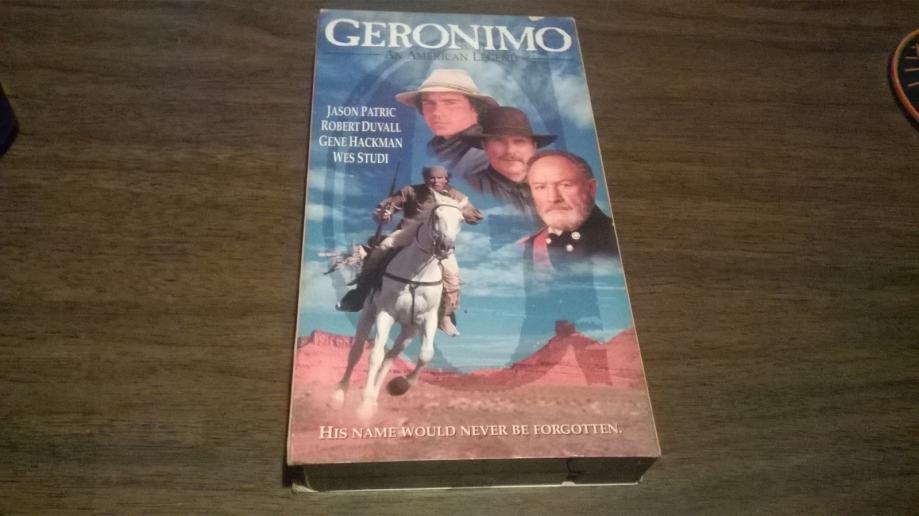 GERONIMO
AN AMERICAN LEGEND
JASON PATRIC
ROBERT DUVALL
GENE HACKMAN
WES STUDI
HIS NAME WOULD NEVER BE FORGOTTEN.